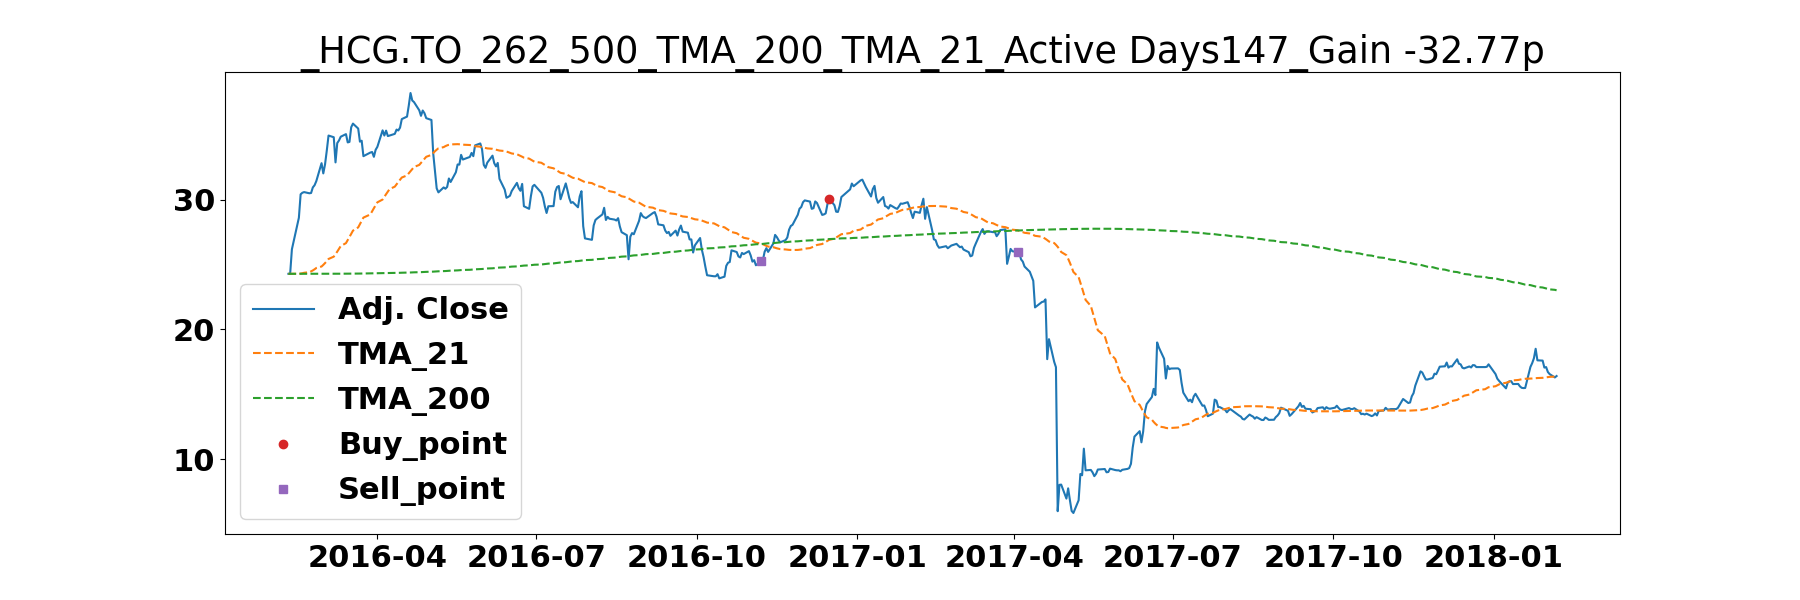 _HCG.TO_262_500_TMA_200_TMA_21_Active Days147_Gain -32.77p
30
20
10
Adj. Close
TMA_21
TMA_200
Buy_point
Sell_point
2016-04 2016-07 2016-10 2017-01 2017-04 2017-07 2017-10 2018-01